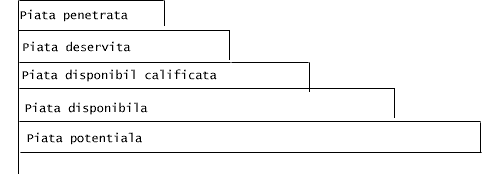 Piata penetrata
Piata deservita
Piata disponibil calificata
Piata disponibila
Piata potentiala